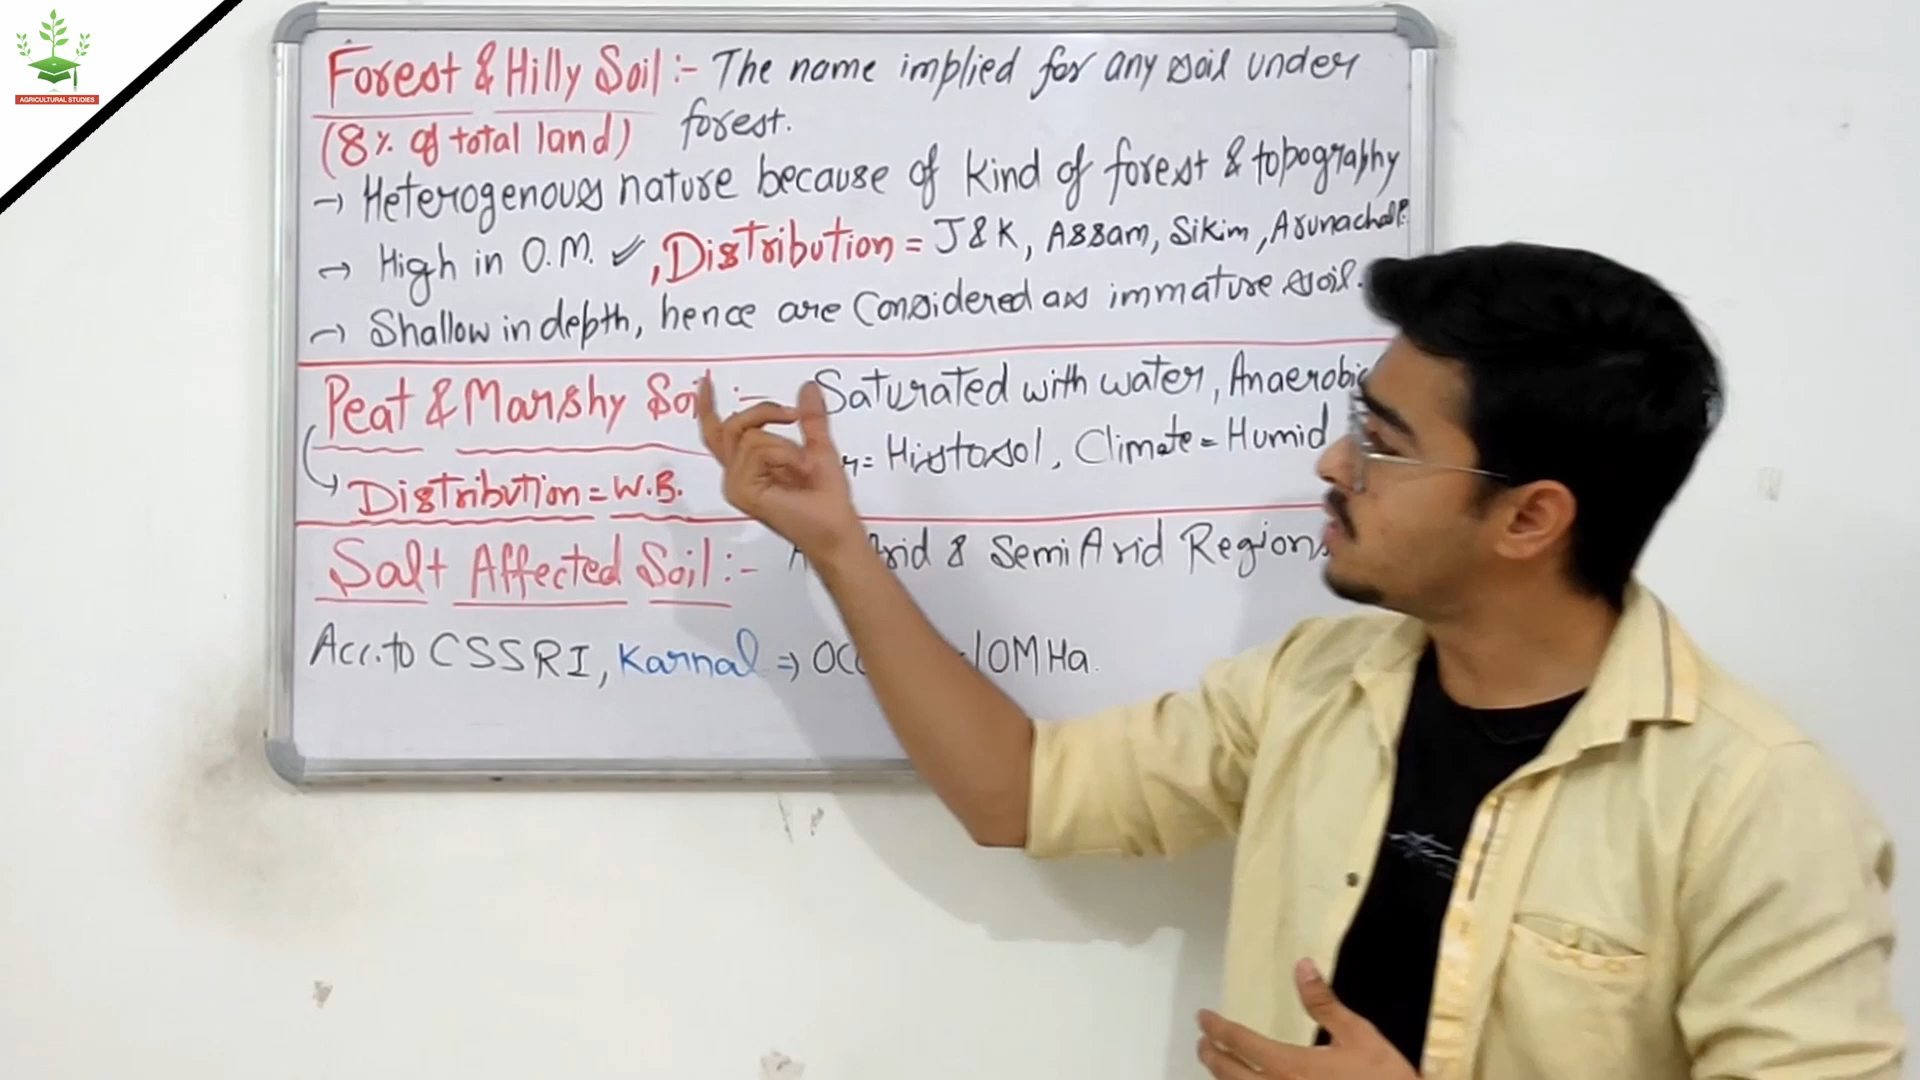 AGRICULTURAL STUDIES
Forest & Hilly Soil :- The name implied for any soil under
(8% of total land) forest.
→ Heterogenous nature because of kind of forest & topography
→ High in O.M. ✓, Distribution = J & K, Assam, Sikim, Arunachal P.
→ Shallow in depth, hence are Considered as immature soil.
Peat & Marshy Soil :- Saturated with water, Anaerobic
= Histosol, Climate = Humid
↳ Distribution = W.B.
Salt Affected Soil :- Arid & Semi Arid Regions
Acc. to CSSRI, Karnal ⇒ 10MHa.